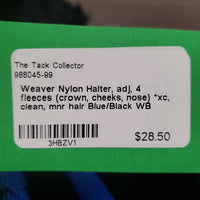 The Tack Collector
988045-99
Weaver Nylon Halter, adj, 4
fleeces (crown, cheeks, nose) *xc,
clean, mnr hair Blue/Black WB
$28.50
3HBZV1